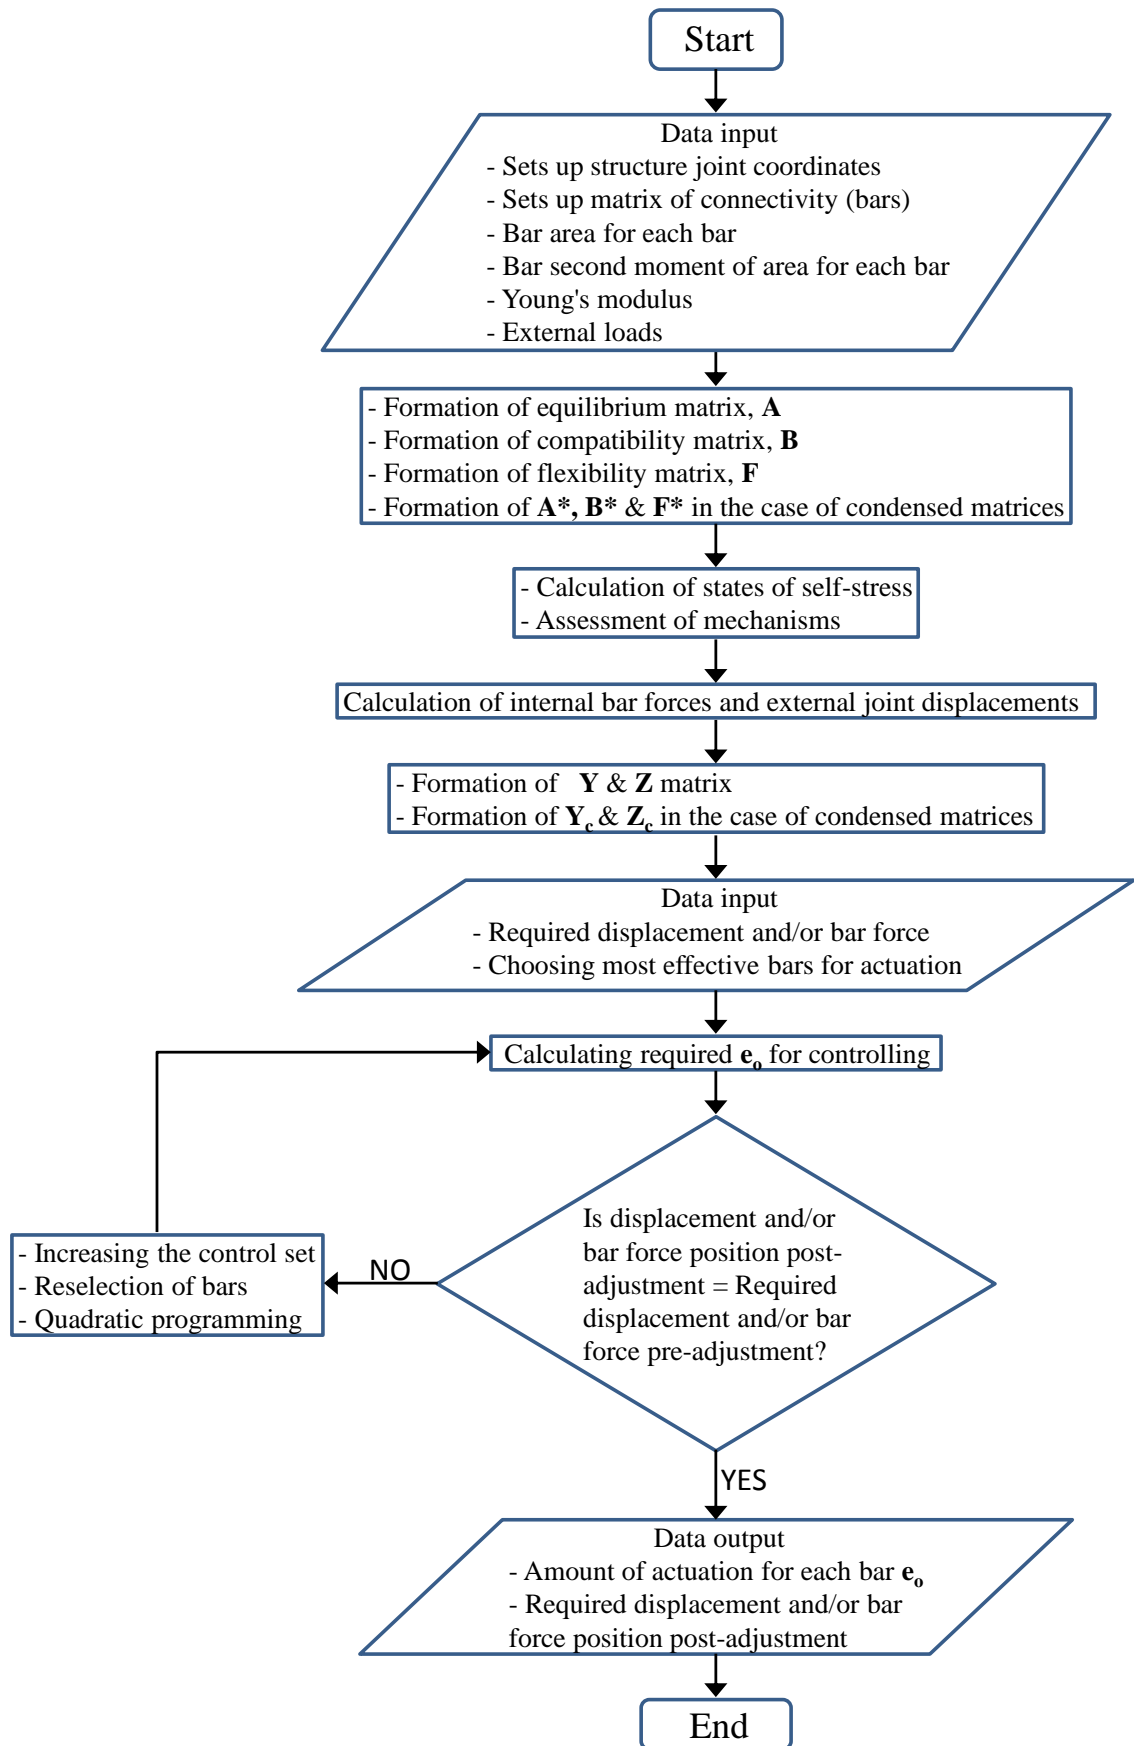 Start
Data input
- Sets up structure joint coordinates
- Sets up matrix of connectivity (bars)
- Bar area for each bar
- Bar second moment of area for each bar
- Young's modulus
- External loads
- Formation of equilibrium matrix, A
- Formation of compatibility matrix, B
- Formation of flexibility matrix, F
- Formation of A*, B* & F* in the case of condensed matrices
- Calculation of states of self-stress
- Assessment of mechanisms
Calculation of internal bar forces and external joint displacements
- Formation of Y & Z matrix
- Formation of Yc & Zc in the case of condensed matrices
Data input
- Required displacement and/or bar force
- Choosing most effective bars for actuation
Calculating required eo for controlling
Is displacement and/or
bar force position post-
adjustment = Required
displacement and/or bar
force pre-adjustment?
NO
- Increasing the control set
- Reselection of bars
- Quadratic programming
YES
Data output
- Amount of actuation for each bar eo
- Required displacement and/or bar
force position post-adjustment
End